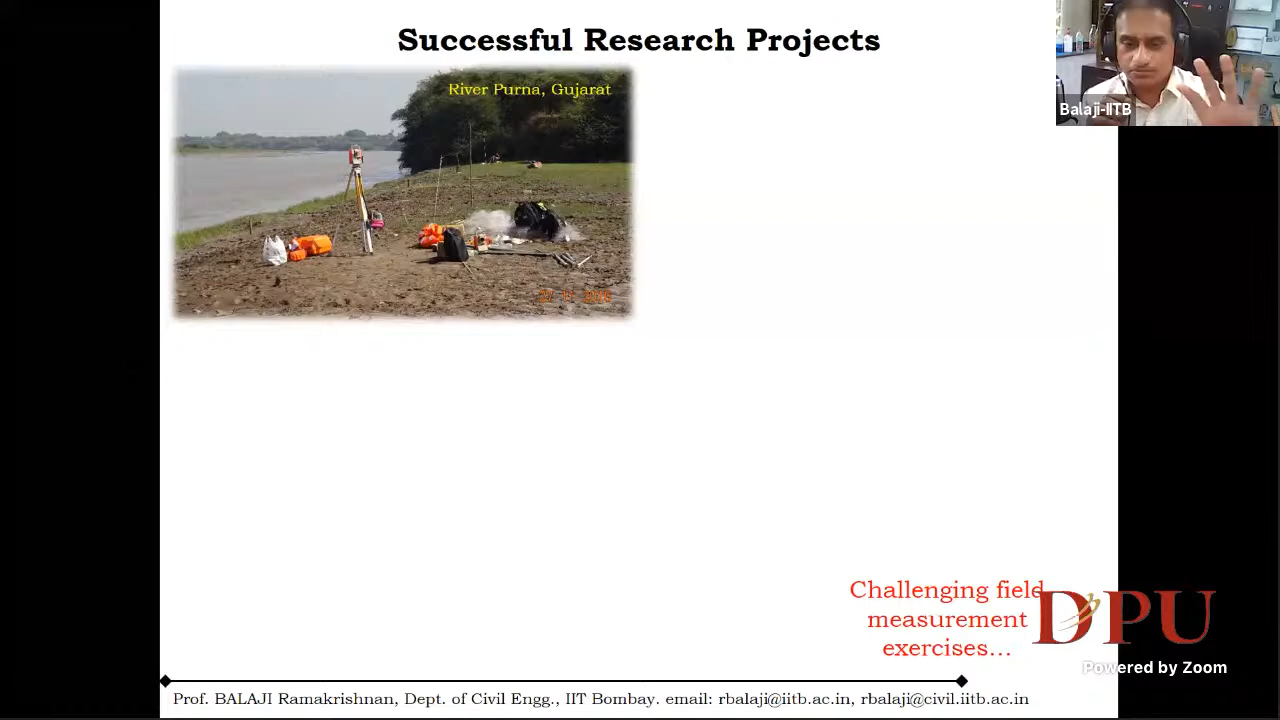 Successful Research Projects
River Purna, Gujarat
Balaji-IITB
Challenging field
measurement
exercises...
DPU
Powered by Zoom
Prof. BALAJI Ramakrishnan, Dept. of Civil Engg., IIT Bombay. email: rbalaji@iitb.ac.in, rbalaji@civil.iitb.ac.in